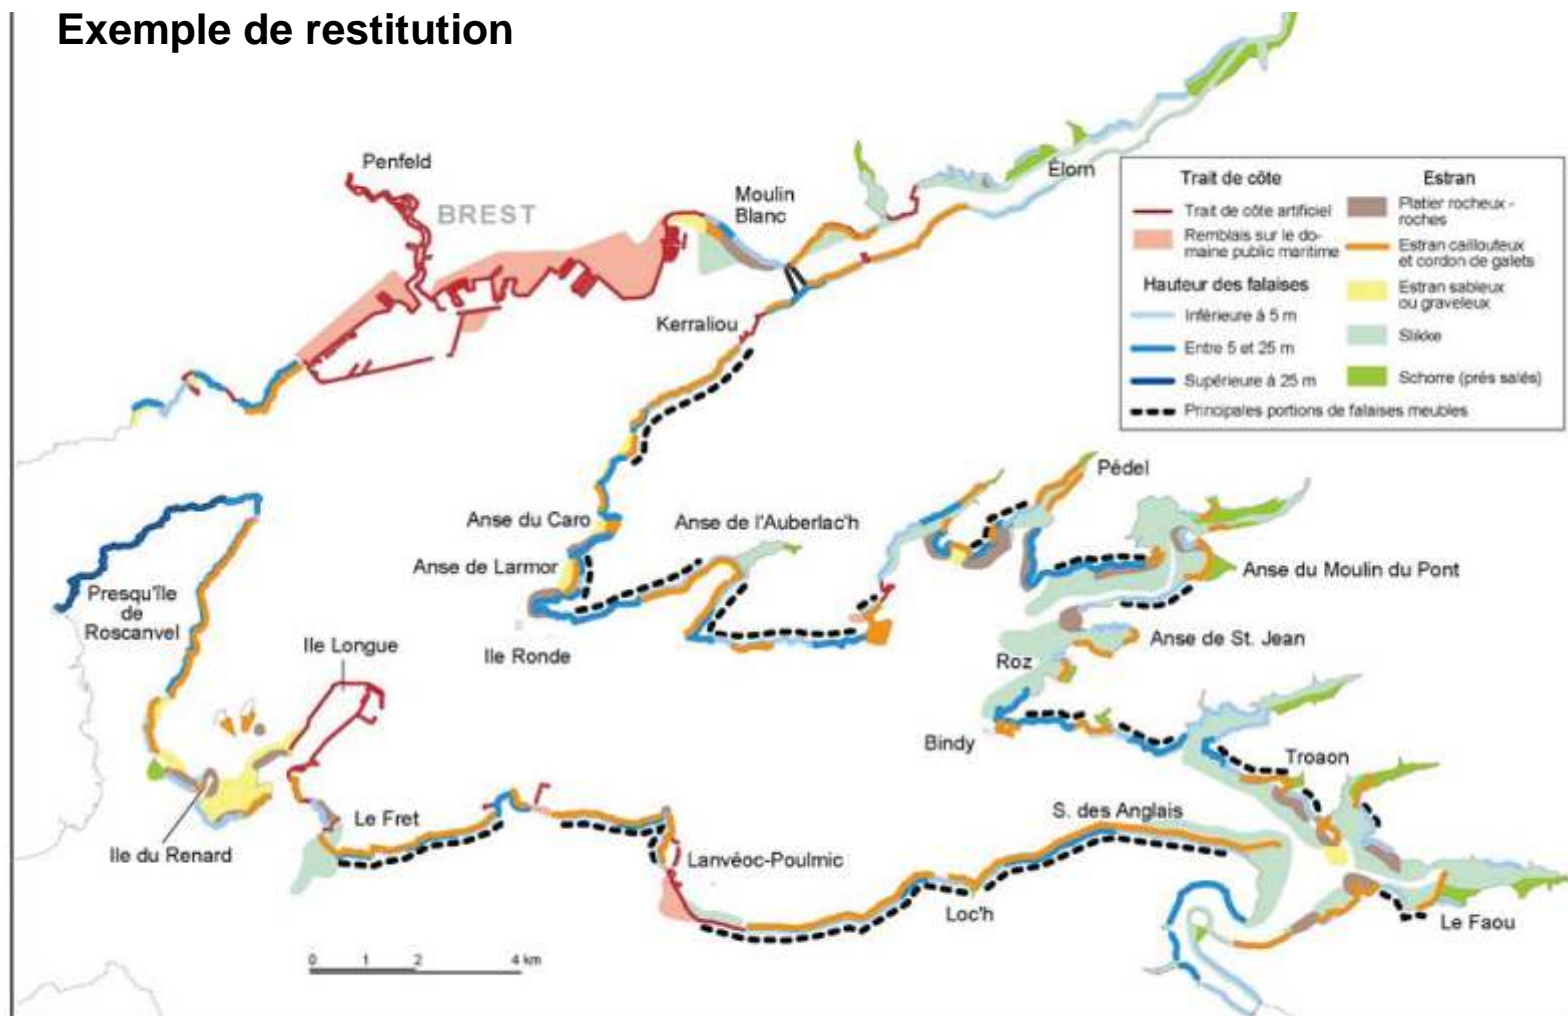 Exemple de restitution
Penfeld
BREST
Moulin
Blanc
Élorn
Kerraliou
Trait de côte
Trait de côte artificiel
Remblais sur le do-
maine public maritime
Hauteur des falaises
Inférieure à 5 m
Entre 5 et 25 m
Supérieure à 25 m
Principales portions de falaises meubles
Estran
Platier rocheux -
roches
Estran caillouteux
et cordon de galets
Estran sableux
ou graveleux
Slikke
Schorre (prés salés)
Pédel
Anse du Caro
Anse de l'Auberlac'h
Anse de Larmor
Anse du Moulin du Pont
Presqu'île
de
Roscanvel
Ile Longue
Ile Ronde
Anse de St. Jean
Roz
Bindy
Troaon
Le Fret
S. des Anglais
Ile du Renard
Lanvéoc-Poulmic
Loc'h
Le Faou
0 1 2 4 km